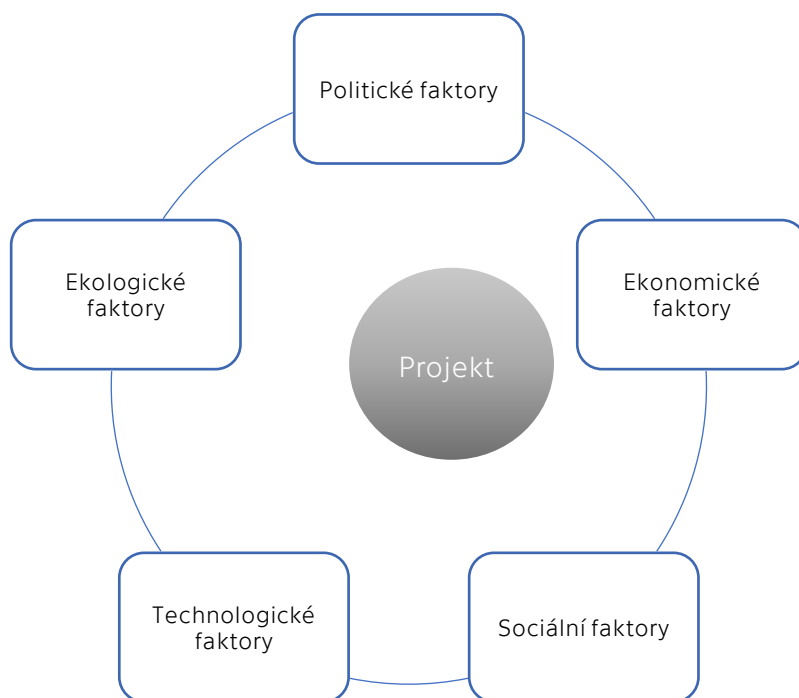 Politické faktory
Ekologické
faktory
Ekonomické
faktory
Projekt
Technologické
faktory
Sociální faktory